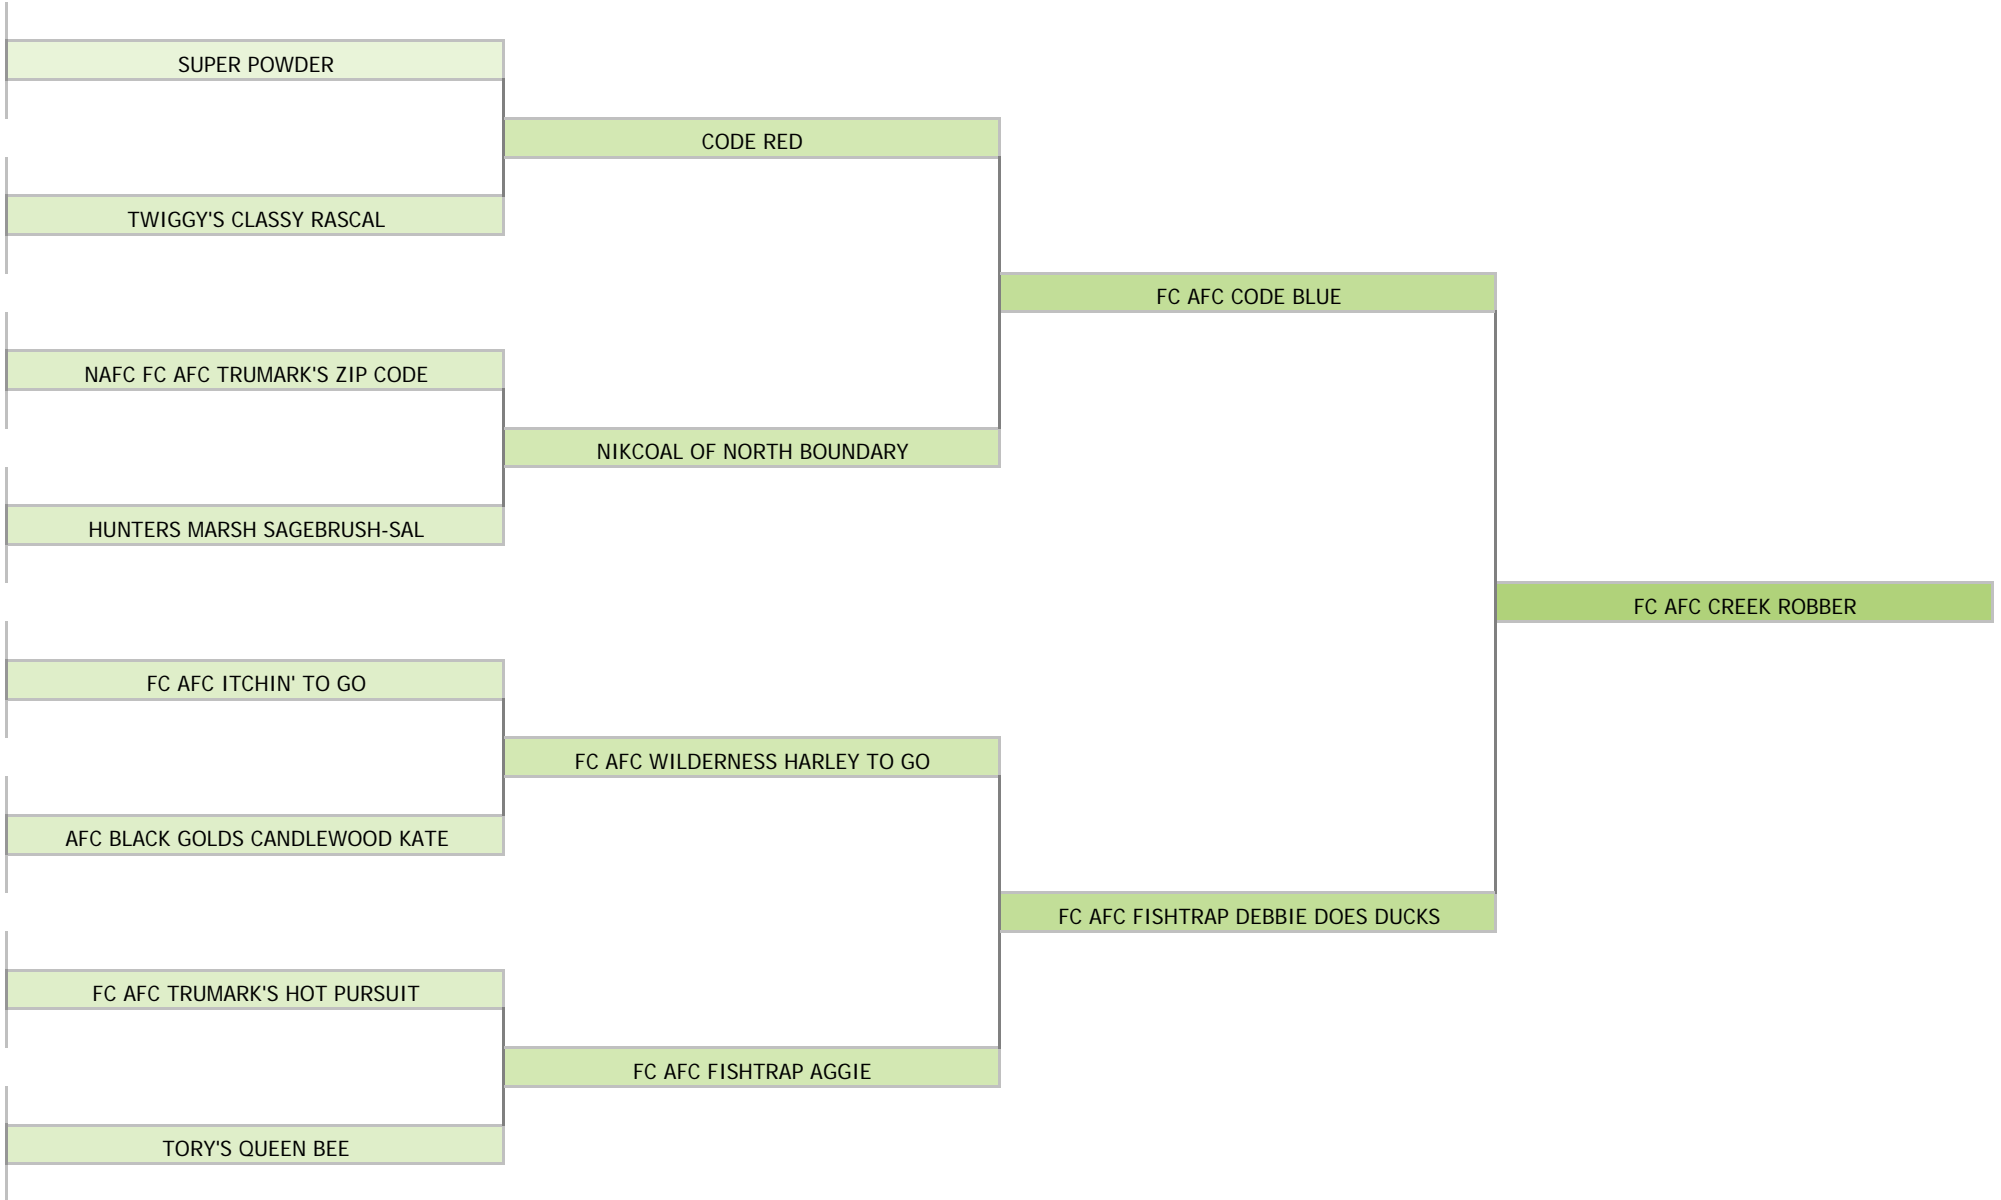 SUPER POWDER
CODE RED
TWIGGY'S CLASSY RASCAL
FC AFC CODE BLUE
NAFC FC AFC TRUMARK'S ZIP CODE
NIKCOAL OF NORTH BOUNDARY
HUNTERS MARSH SAGEBRUSH-SAL
FC AFC CREEK ROBBER
FC AFC ITCHIN' TO GO
FC AFC WILDERNESS HARLEY TO GO
AFC BLACK GOLDS CANDLEWOOD KATE
FC AFC FISHTRAP DEBBIE DOES DUCKS
FC AFC TRUMARK'S HOT PURSUIT
FC AFC FISHTRAP AGGIE
TORY'S QUEEN BEE